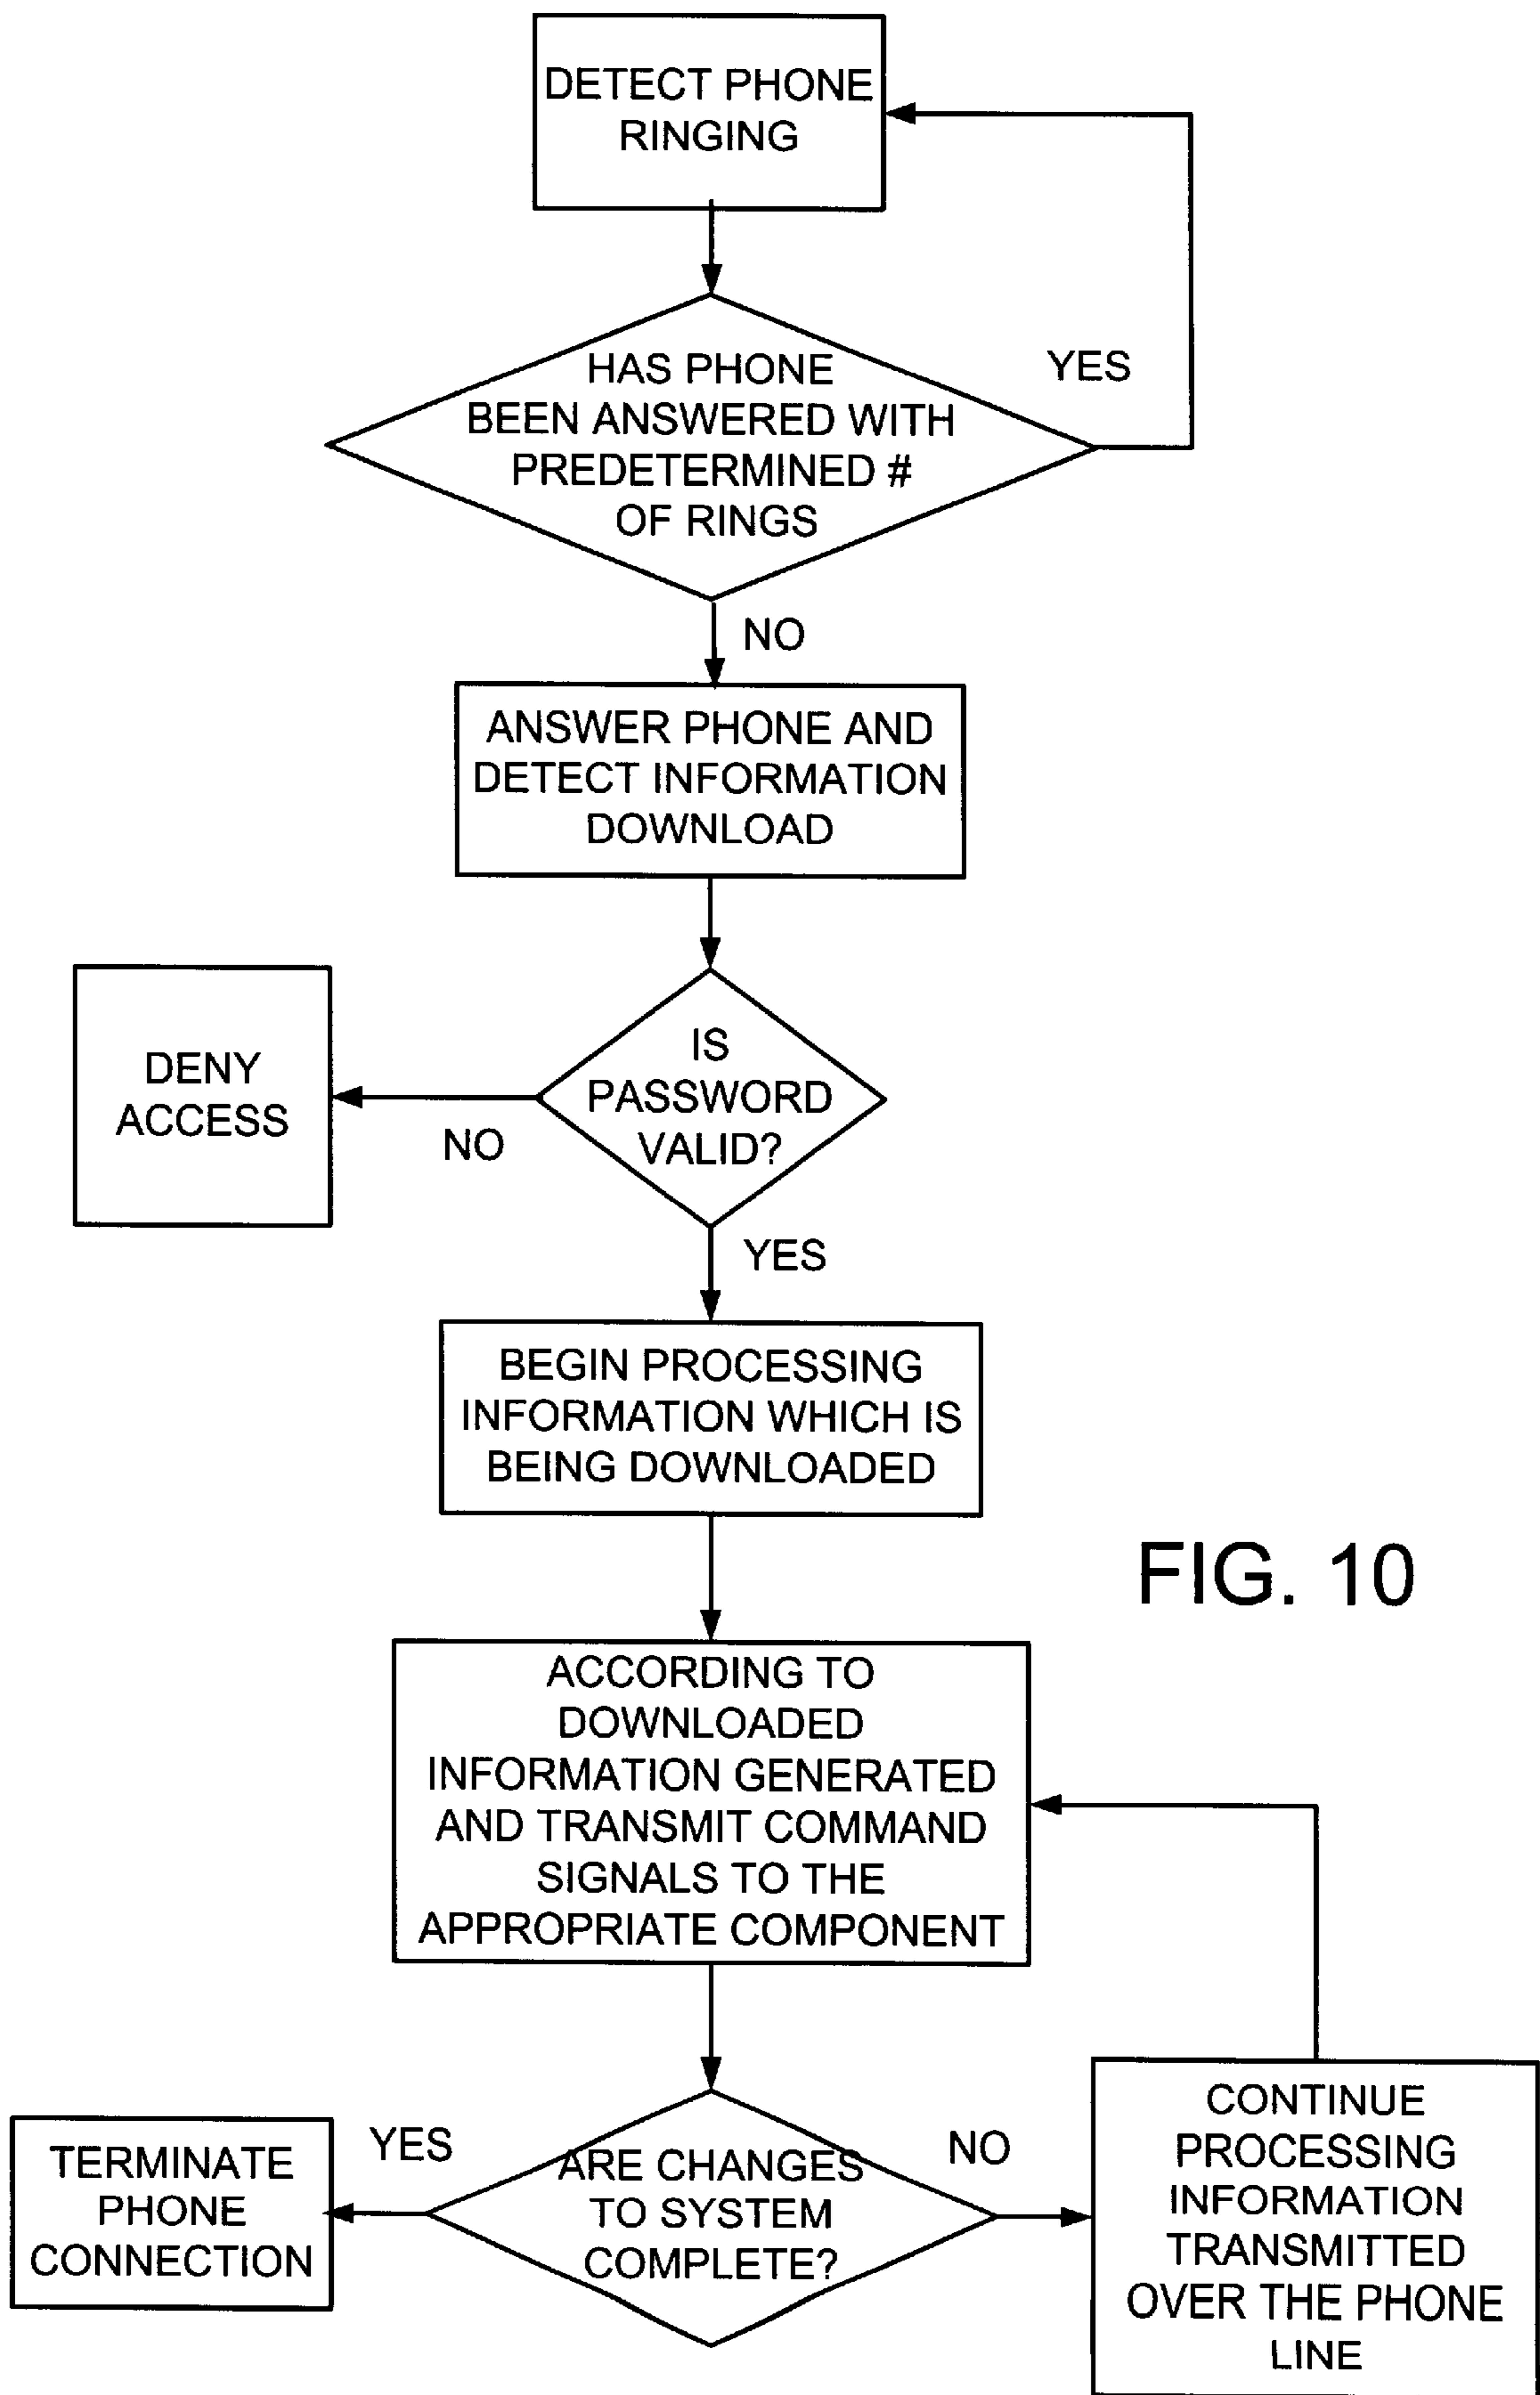 DETECT PHONE
RINGING
HAS PHONE
BEEN ANSWERED WITH
PREDETERMINED #
OF RINGS
YES
NO
ANSWER PHONE AND
DETECT INFORMATION
DOWNLOAD
IS
PASSWORD
VALID?
NO
DENY
ACCESS
YES
BEGIN PROCESSING
INFORMATION WHICH IS
BEING DOWNLOADED
FIG. 10
ACCORDING TO
DOWNLOADED
INFORMATION GENERATED
AND TRANSMIT COMMAND
SIGNALS TO THE
APPROPRIATE COMPONENT
ARE CHANGES
TO SYSTEM
COMPLETE?
YES
TERMINATE
PHONE
CONNECTION
NO
CONTINUE
PROCESSING
INFORMATION
TRANSMITTED
OVER THE PHONE
LINE